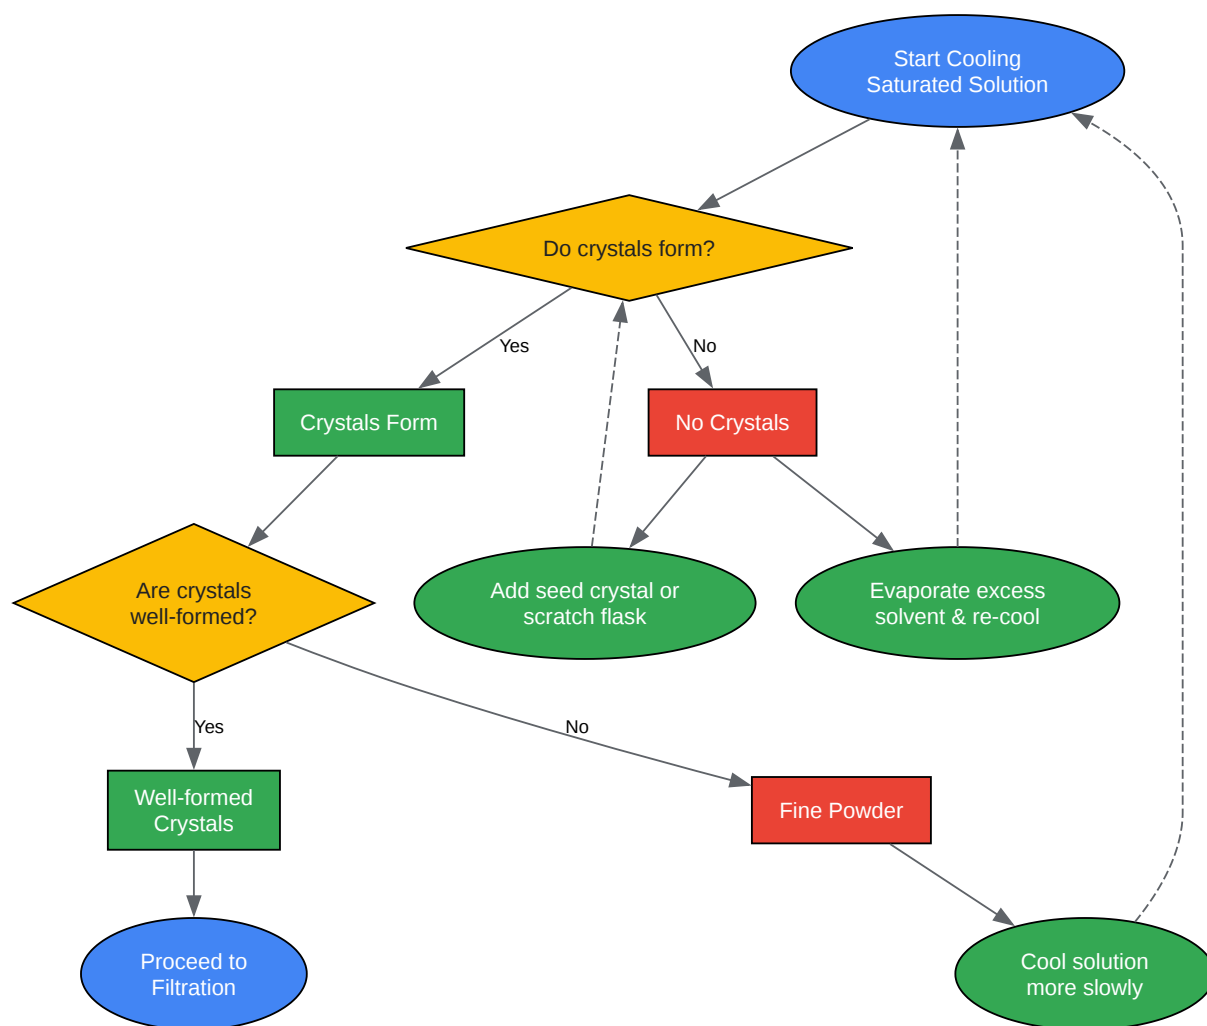 Start Cooling
Saturated Solution
Do crystals form?
Yes
No
Crystals Form
No Crystals
Are crystals
well-formed?
Add seed crystal or
scratch flask
Evaporate excess
solvent & re-cool
Yes
No
Well-formed
Crystals
Fine Powder
Proceed to
Filtration
Cool solution
more slowly